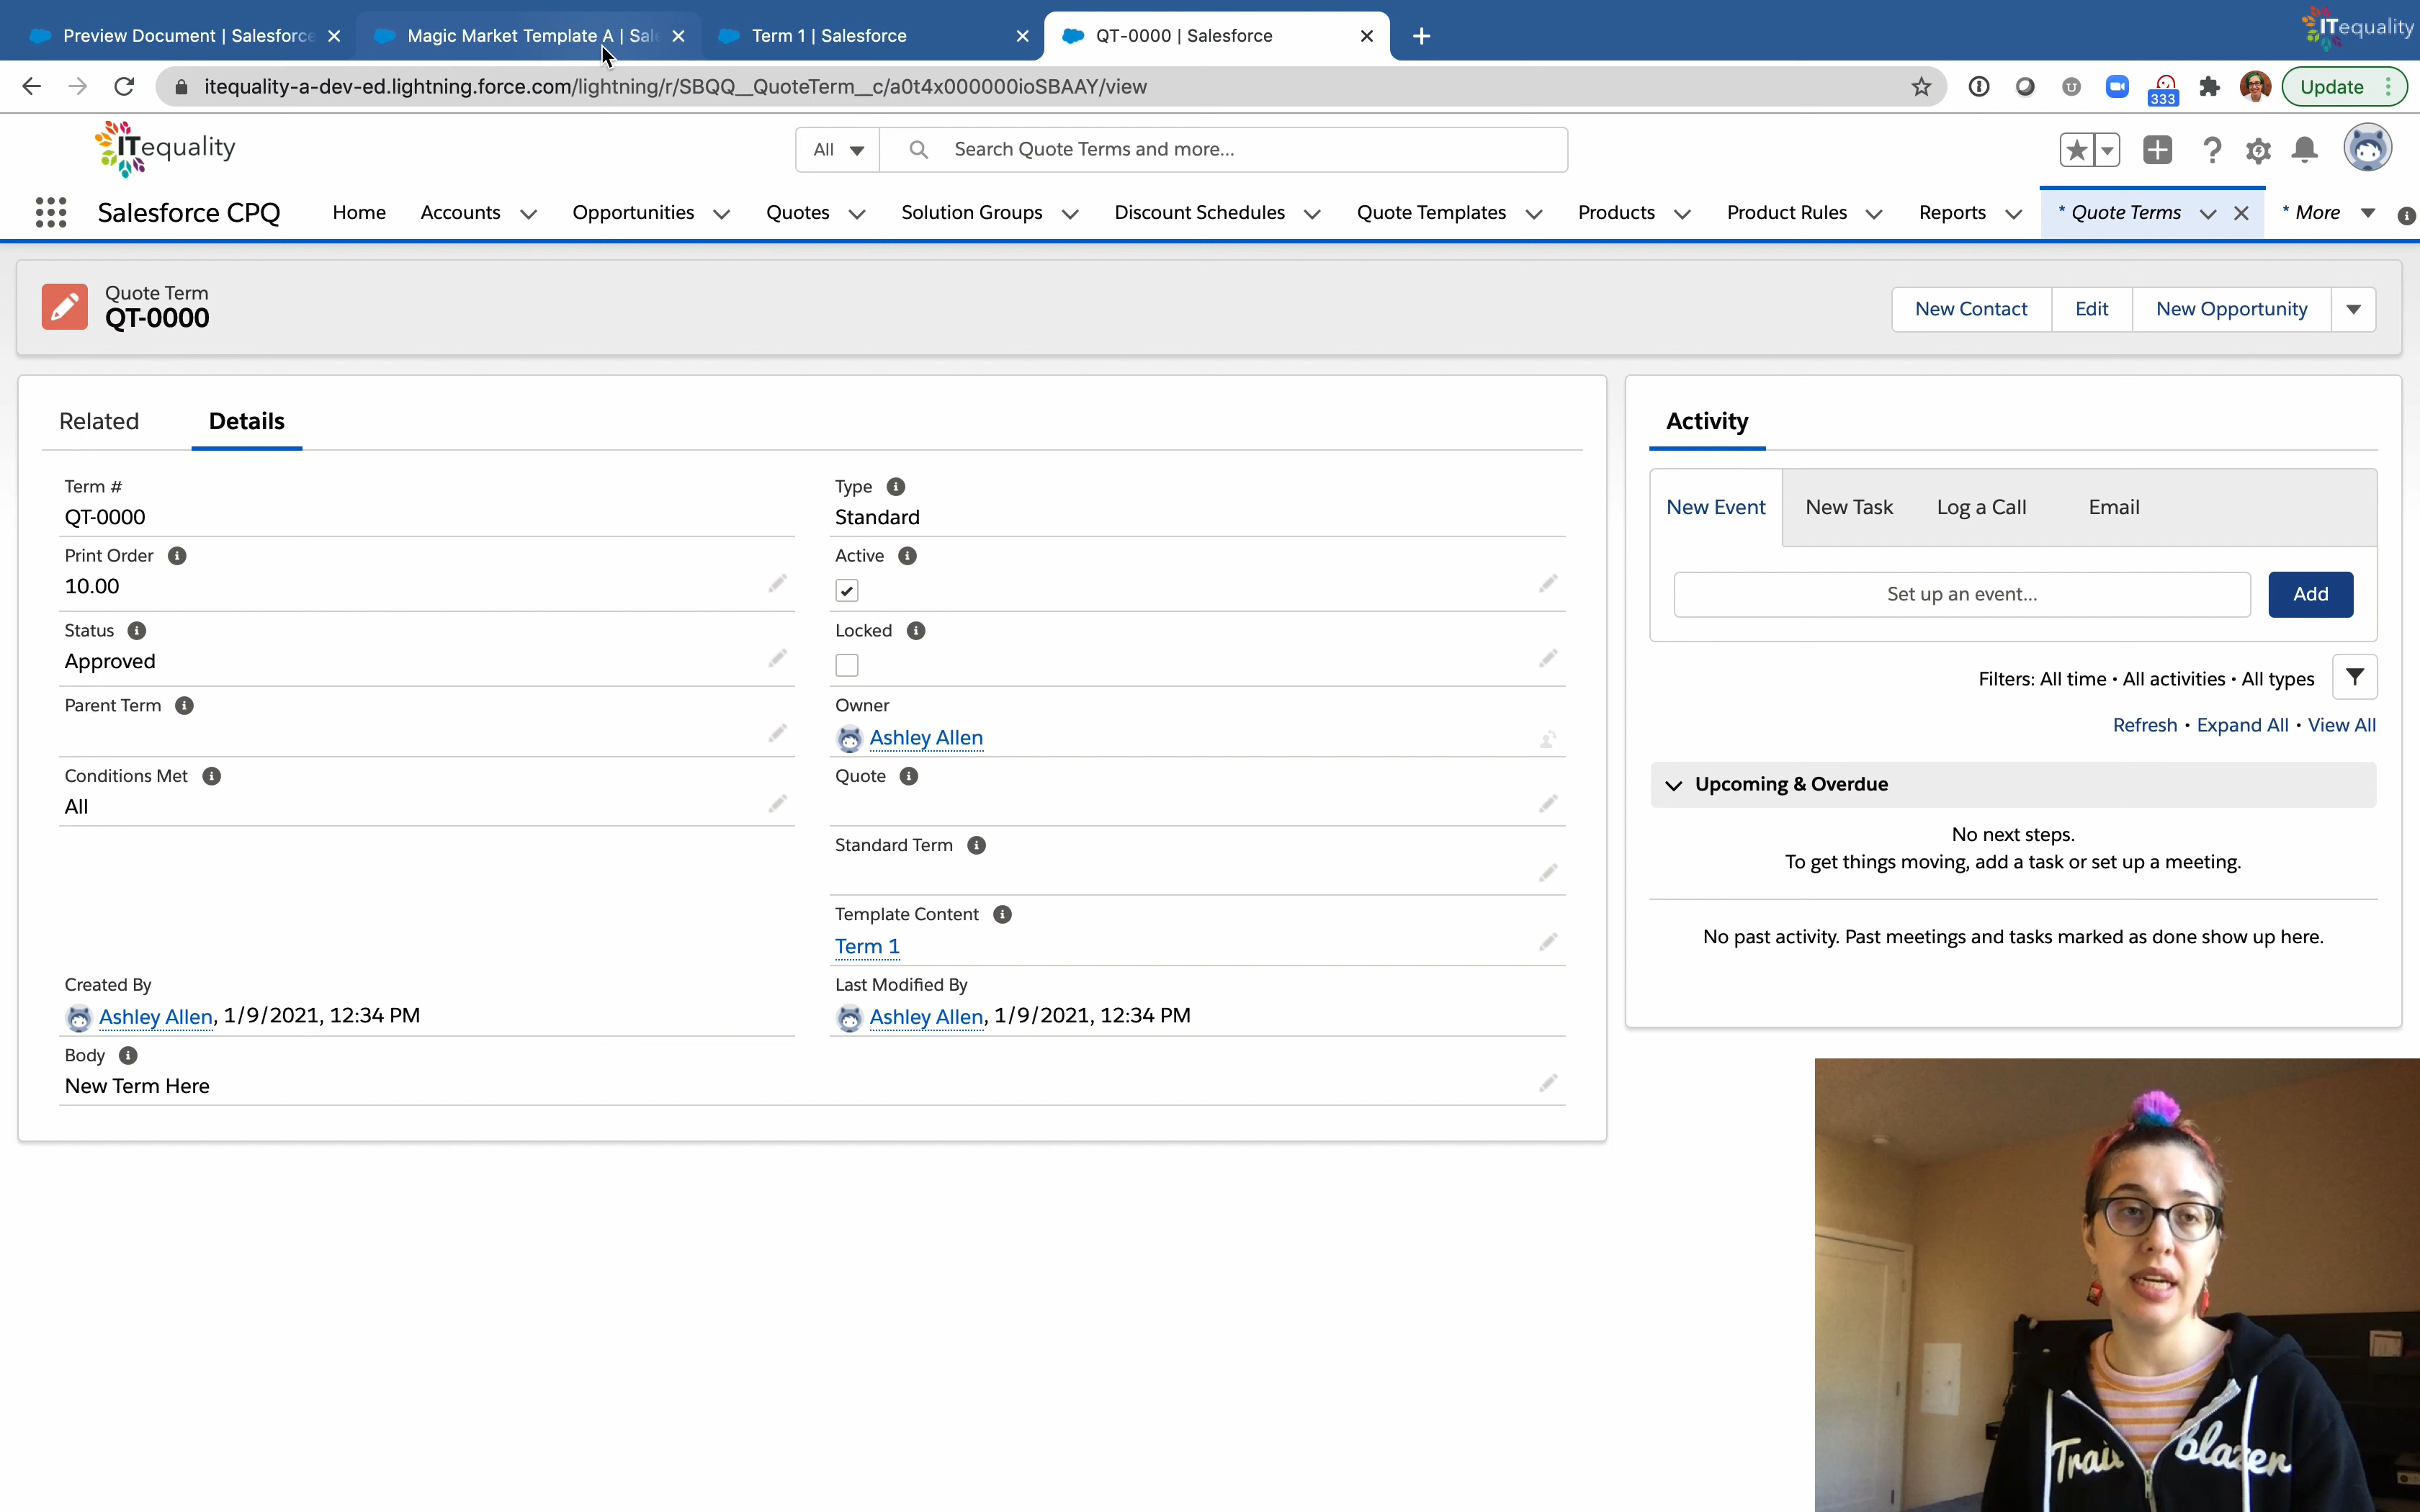 Preview Document | Salesforce
Magic Market Template A | Sale
Term 1 | Salesforce
QT-0000 | Salesforce
ITequality
itequality-a-dev-ed.lightning.force.com/lightning/r/SBQQ__QuoteTerm__c/a0t4x000000ioSBAAY/view
333
Update
ITequality
All
Search Quote Terms and more...
Salesforce CPQ
Home
Accounts
Opportunities
Quotes
Solution Groups
Discount Schedules
Quote Templates
Products
Product Rules
Reports
* Quote Terms
* More
Quote Term
QT-0000
New Contact
Edit
New Opportunity
Related
Details
Term #
QT-0000
Type
Standard
Print Order
10.00
Active
Status
Approved
Locked
Parent Term
Owner
Ashley Allen
Conditions Met
All
Quote
Standard Term
Template Content
Term 1
Created By
Ashley Allen, 1/9/2021, 12:34 PM
Last Modified By
Ashley Allen, 1/9/2021, 12:34 PM
Body
New Term Here
Activity
New Event
New Task
Log a Call
Email
Set up an event...
Add
Filters: All time • All activities • All types
Refresh • Expand All • View All
Upcoming & Overdue
No next steps.
To get things moving, add a task or set up a meeting.
No past activity. Past meetings and tasks marked as done show up here.
Trailblazer